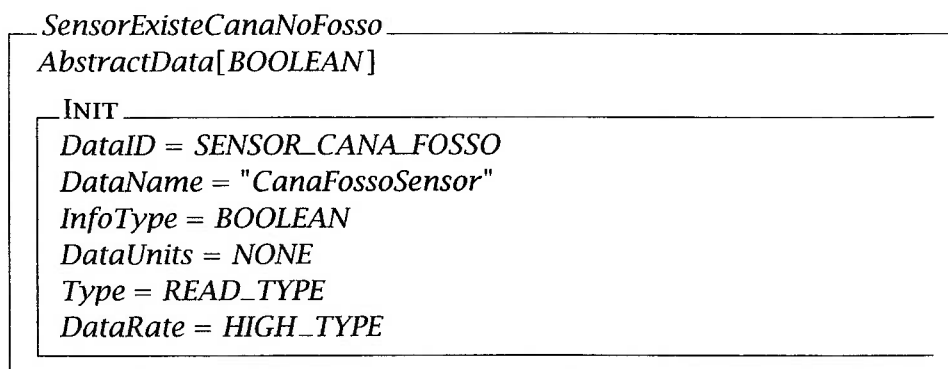 SensorExisteCanaNoFosso
AbstractData[BOOLEAN]
INIT
DataID = SENSOR_CANA_FOSSO
DataName = "CanaFossoSensor"
InfoType = BOOLEAN
DataUnits = NONE
Type = READ_TYPE
DataRate = HIGH_TYPE